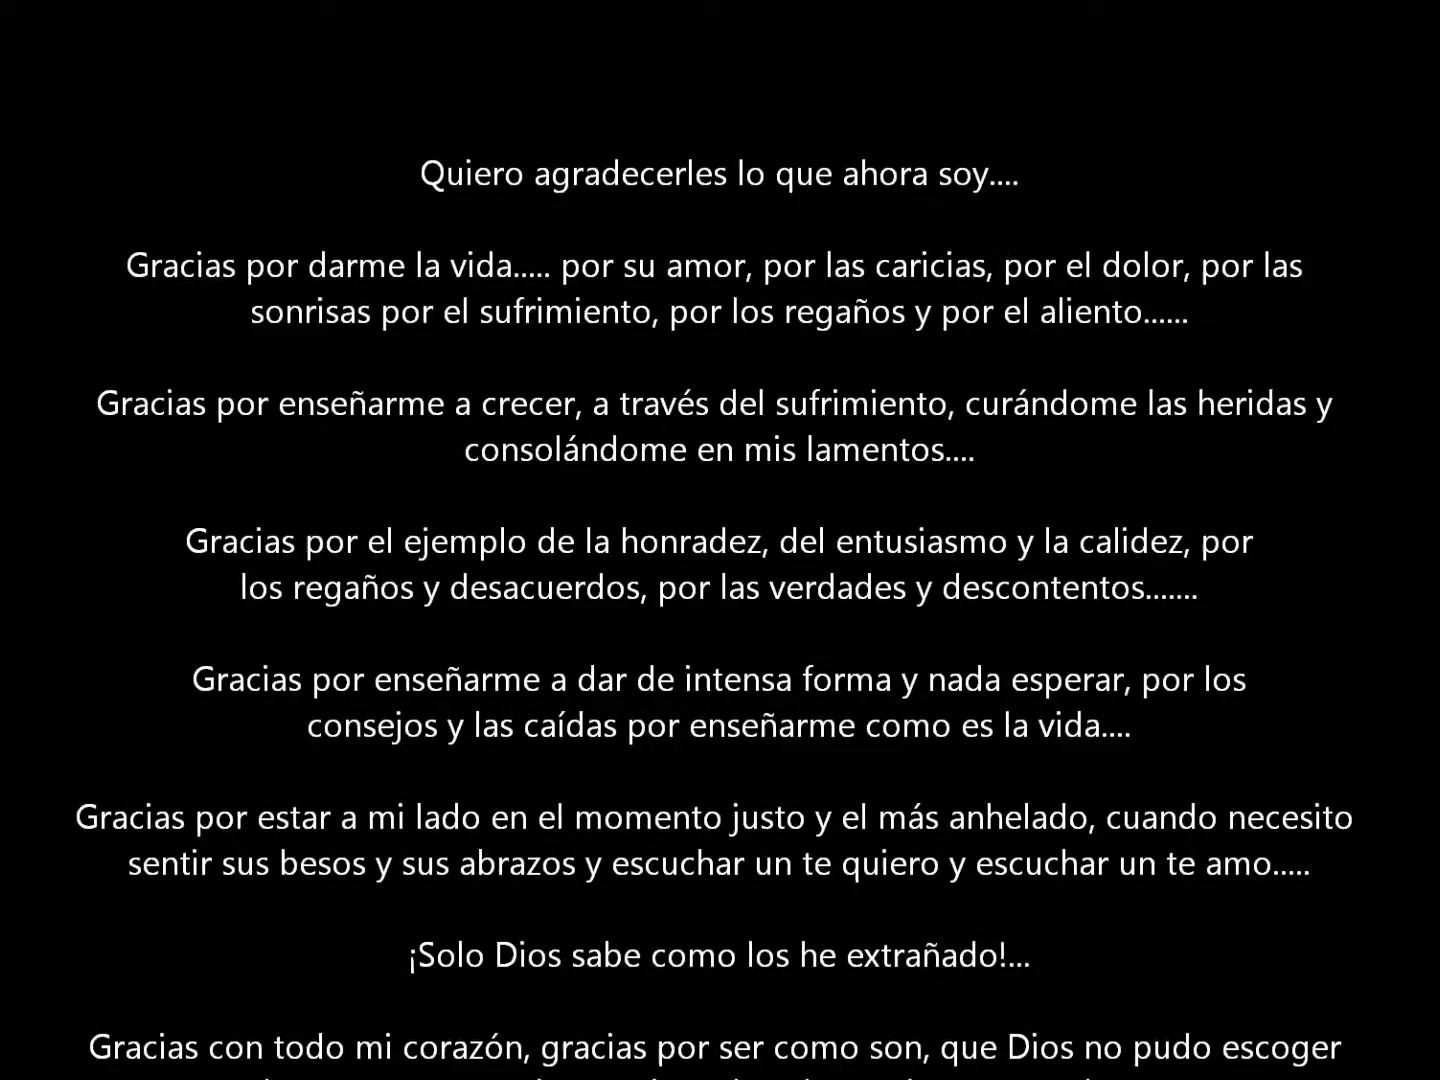 Quiero agradecerles lo que ahora soy....
Gracias por darme la vida..... por su amor, por las caricias, por el dolor, por las
sonrisas por el sufrimiento, por los regaños y por el aliento......
Gracias por enseñarme a crecer, a través del sufrimiento, curándome las heridas y
consolándome en mis lamentos....
Gracias por el ejemplo de la honradez, del entusiasmo y la calidez, por
los regaños y desacuerdos, por las verdades y descontentos.......
Gracias por enseñarme a dar de intensa forma y nada esperar, por los
consejos y las caídas por enseñarme como es la vida....
Gracias por estar a mi lado en el momento justo y el más anhelado, cuando necesito
sentir sus besos y sus abrazos y escuchar un te quiero y escuchar un te amo.....
¡Solo Dios sabe como los he extrañado!...
Gracias con todo mi corazón, gracias por ser como son, que Dios no pudo escoger